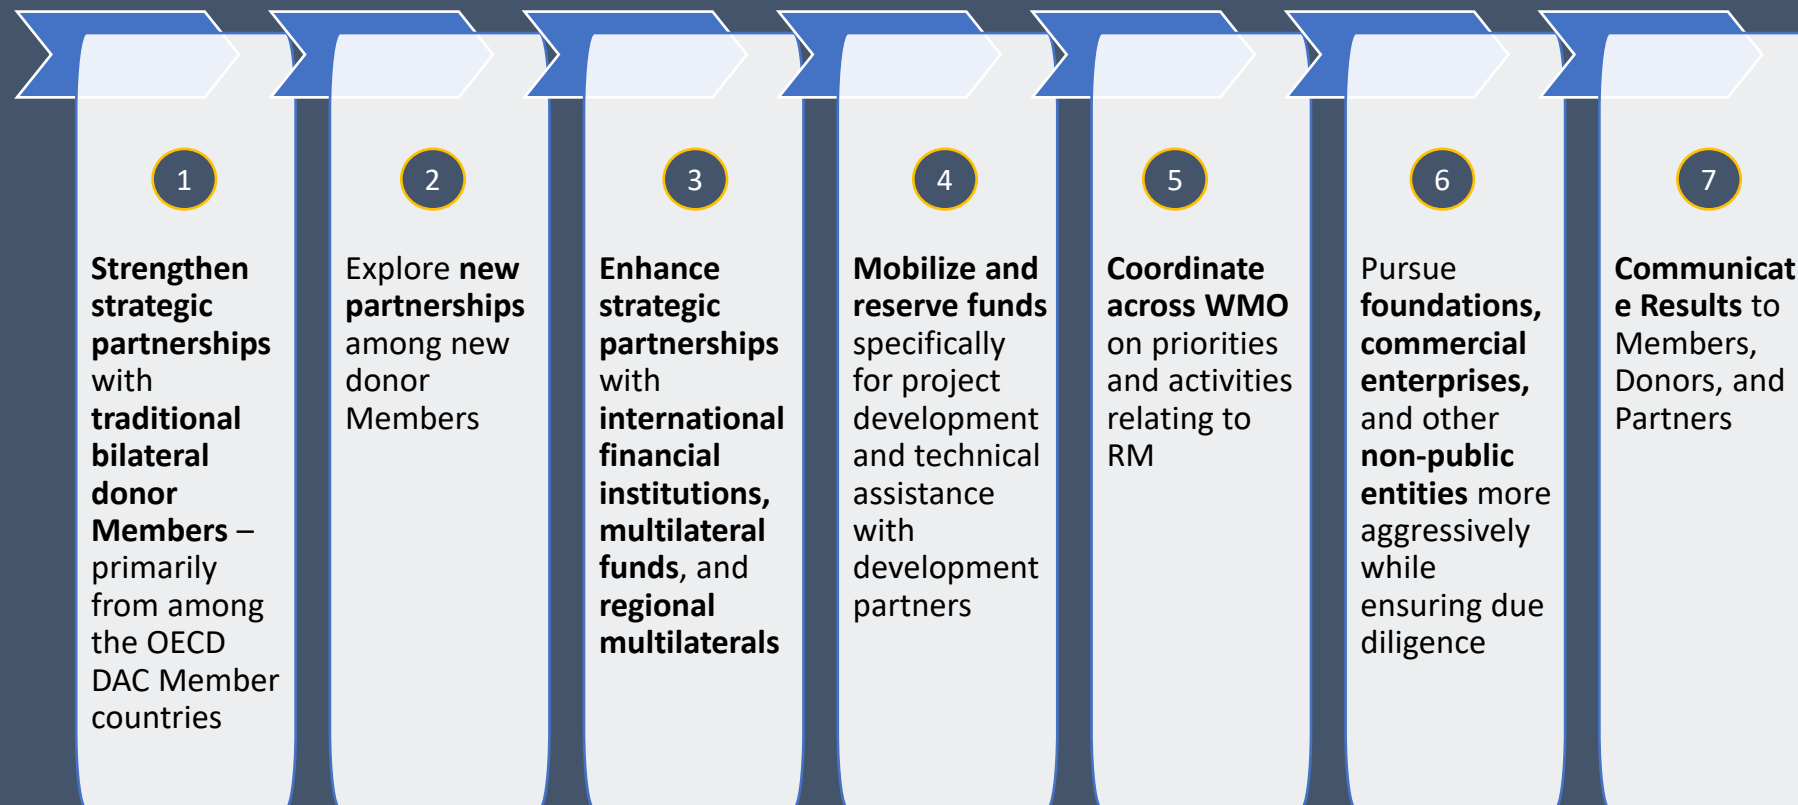 1
Strengthen
strategic
partnerships
with
traditional
bilateral
donor
Members –
primarily
from among
the OECD
DAC Member
countries
2
Explore new
partnerships
among new
donor
Members
3
Enhance
strategic
partnerships
with
international
financial
institutions,
multilateral
funds, and
regional
multilaterals
4
Mobilize and
reserve funds
specifically
for project
development
and technical
assistance
with
development
partners
5
Coordinate
across WMO
on priorities
and activities
relating to
RM
6
Pursue
foundations,
commercial
enterprises,
and other
non-public
entities more
aggressively
while
ensuring due
diligence
7
Communicat
e Results to
Members,
Donors, and
Partners